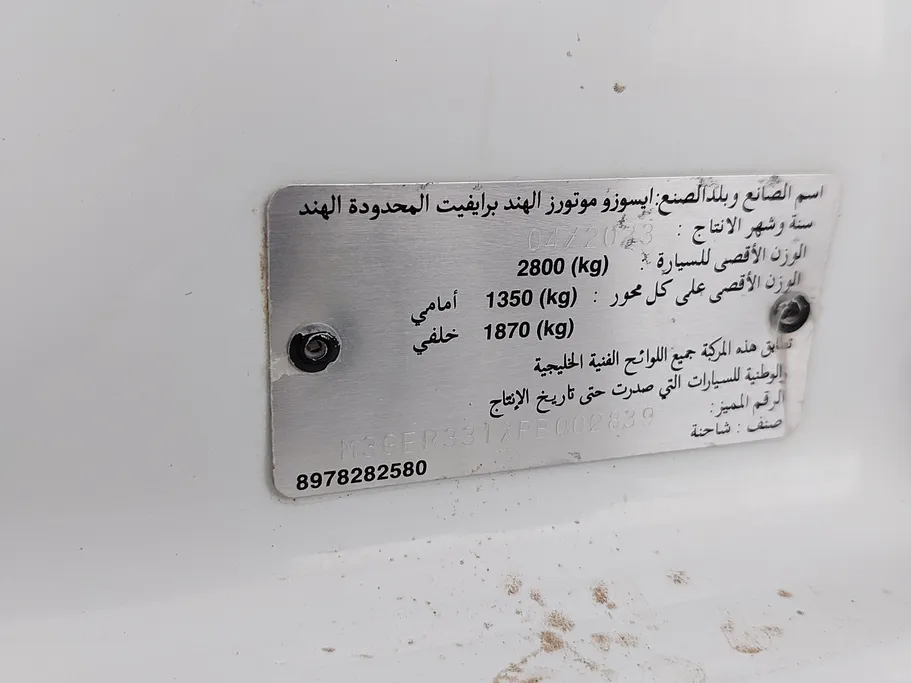 اسم الصانع وبلد الصنع: ايسوزو موتورز الهند برايفيت المحدودة الهند
سنة وشهر الانتاج : 04/2023
الوزن الأقصى للسيارة : 2800 (kg)
الوزن الأقصى على كل محور : 1350 (kg) أمامي
1870 (kg) خلفي
تطابق هذه المركبة جميع اللوائح الفنية الخليجية
والوطنية للسيارات التي صدرت حتى تاريخ الإنتاج
الرقم المميز:
صنف : شاحنة
8978282580